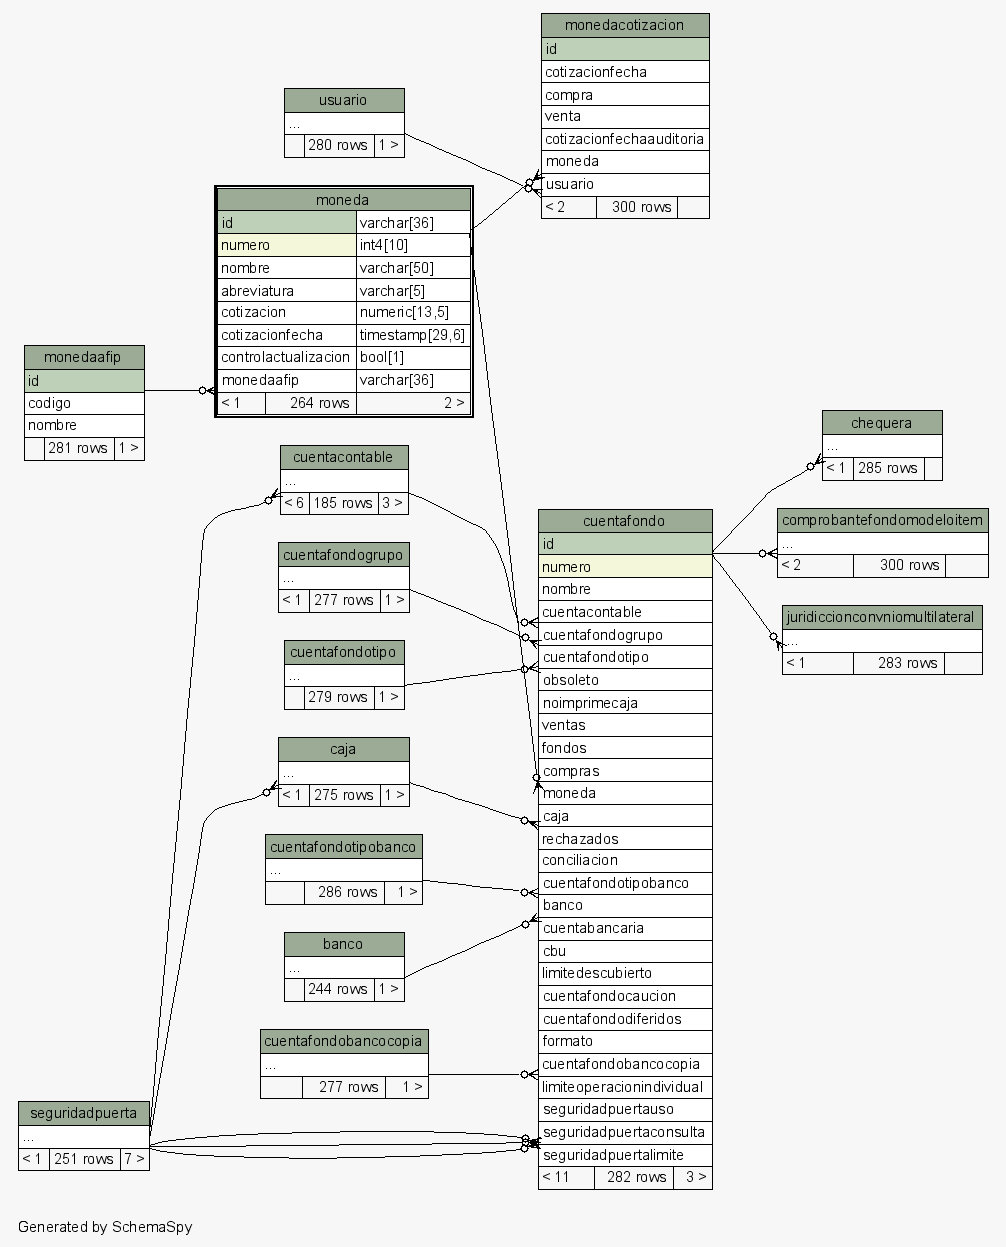 monedacotizacion
id
cotizacionfecha
compra
venta
cotizacionfechaauditoria
moneda
usuario
< 2 300 rows
usuario
...
280 rows 1 >
moneda
id varchar[36]
numero int4[10]
nombre varchar[50]
abreviatura varchar[5]
cotizacion numeric[13,5]
cotizacionfecha timestamp[29,6]
controlactualizacion bool[1]
monedaafip varchar[36]
< 1 264 rows 2 >
monedaafip
id
codigo
nombre
281 rows 1 >
cuentacontable
...
< 6 185 rows 3 >
cuentafondogrupo
...
< 1 277 rows 1 >
cuentafondotipo
...
279 rows 1 >
caja
...
< 1 275 rows 1 >
cuentafondotipobanco
...
286 rows 1 >
banco
...
244 rows 1 >
cuentafondobancocopia
...
277 rows 1 >
seguridadpuerta
...
< 1 251 rows 7 >
cuentafondo
id
numero
nombre
cuentacontable
cuentafondogrupo
cuentafondotipo
obsoleto
noimprimecaja
ventas
fondos
compras
moneda
caja
rechazados
conciliacion
cuentafondotipobanco
banco
cuentabancaria
cbu
limitedescubierto
cuentafondocaucion
cuentafondodiferidos
formato
cuentafondobancocopia
limiteoperacionindividual
seguridadpuertauso
seguridadpuertaconsulta
seguridadpuertalimite
< 11 282 rows 3 >
chequera
...
< 1 285 rows
comprobantefondomodeloitem
...
< 2 300 rows
juridiccionconvniomultilateral
...
< 1 283 rows
Generated by SchemaSpy